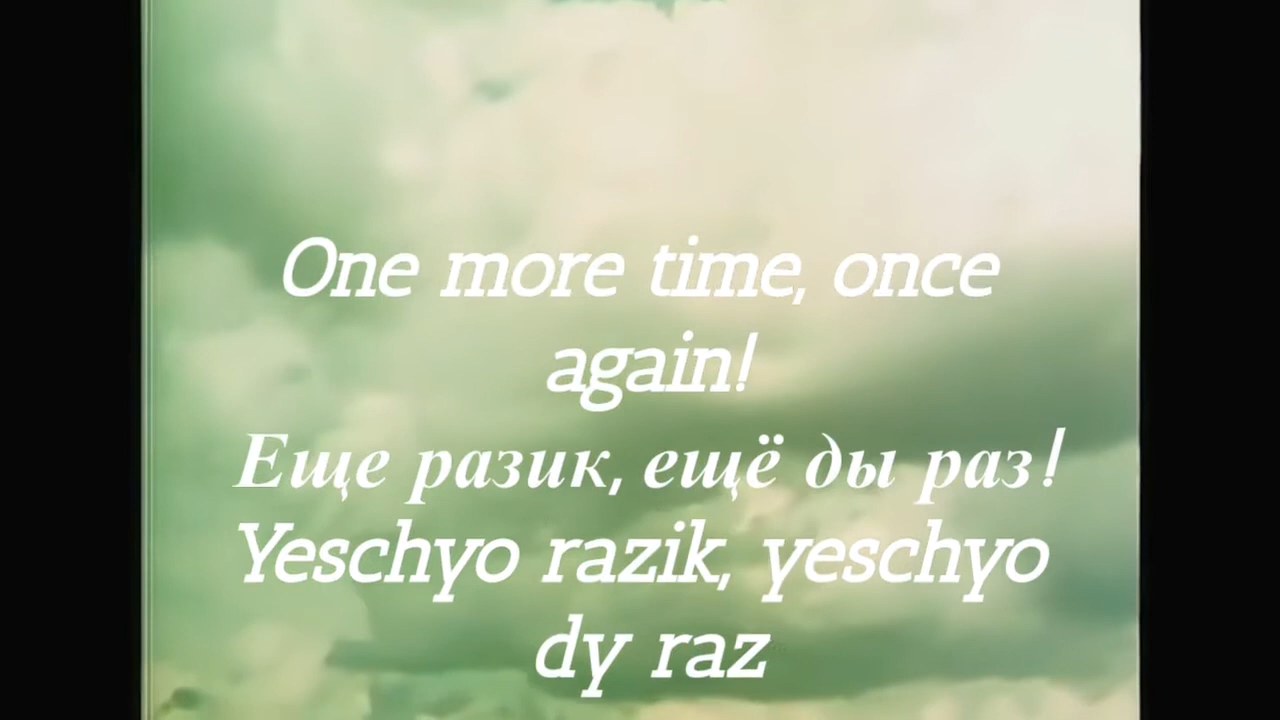 One more time, once
again!
Еще разик, ещё ды раз!
Yeschyo razik, yeschyo
dy raz